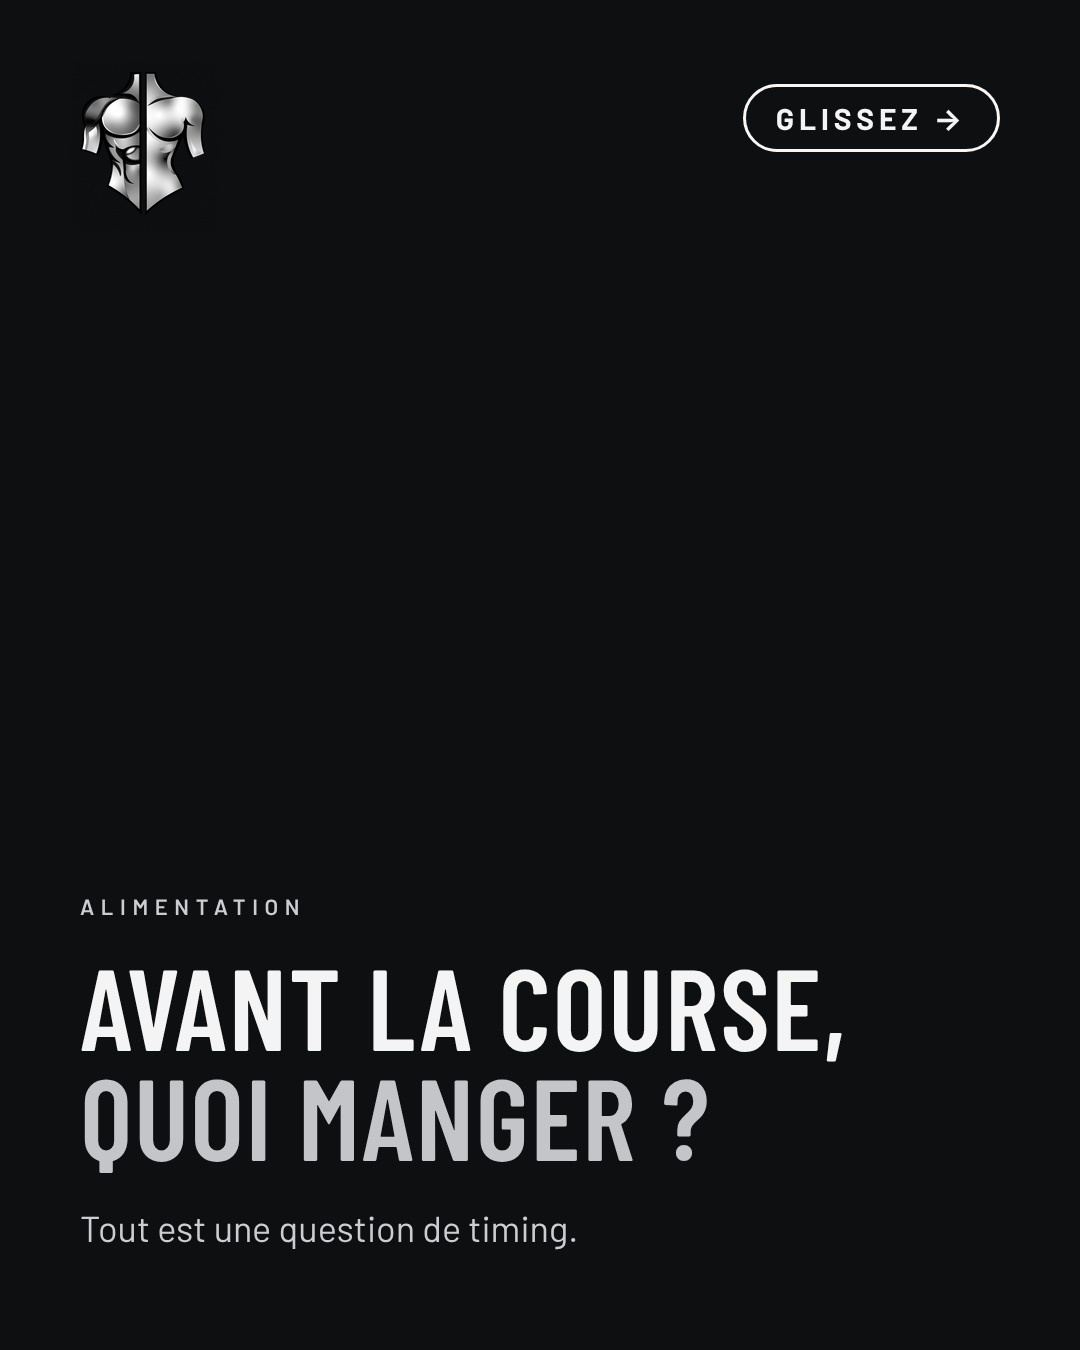 GLISSEZ →
ALIMENTATION
AVANT LA COURSE,
QUOI MANGER ?
Tout est une question de timing.